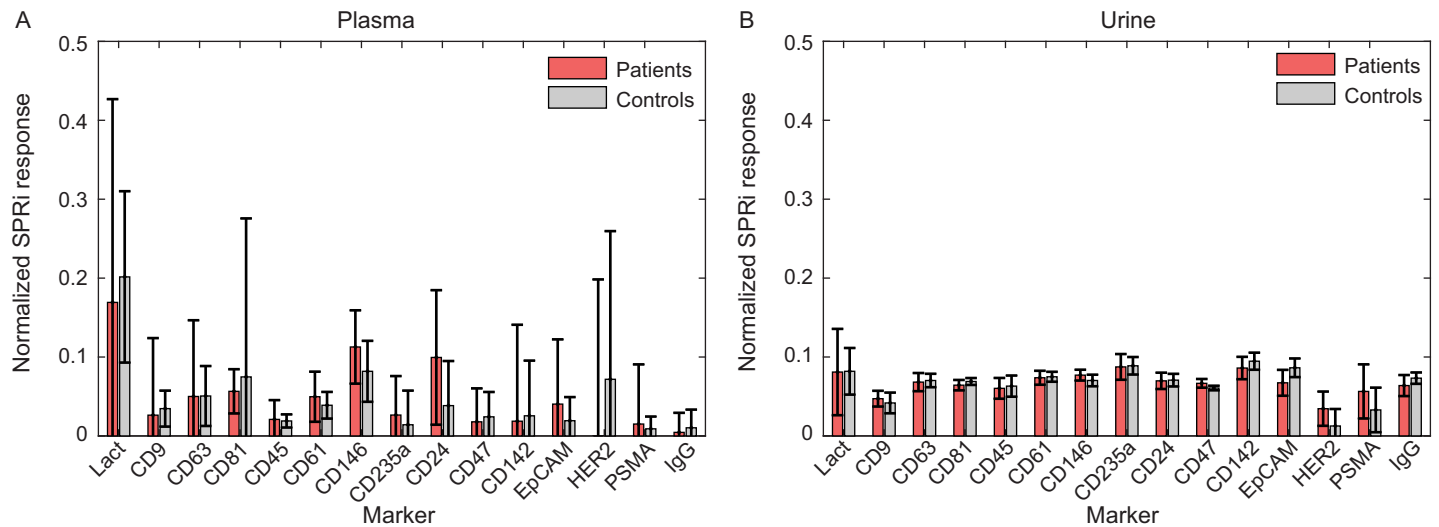 A
Plasma
Normalized SPRi response
0.5
0.4
0.3
0.2
0.1
0
Patients
Controls
Lact
CD9
CD63
CD81
CD45
CD61
CD146
CD235a
CD24
CD47
CD142
EpCAM
HER2
PSMA
IgG
Marker
B
Urine
Normalized SPRi response
0.5
0.4
0.3
0.2
0.1
0
Patients
Controls
Lact
CD9
CD63
CD81
CD45
CD61
CD146
CD235a
CD24
CD47
CD142
EpCAM
HER2
PSMA
IgG
Marker